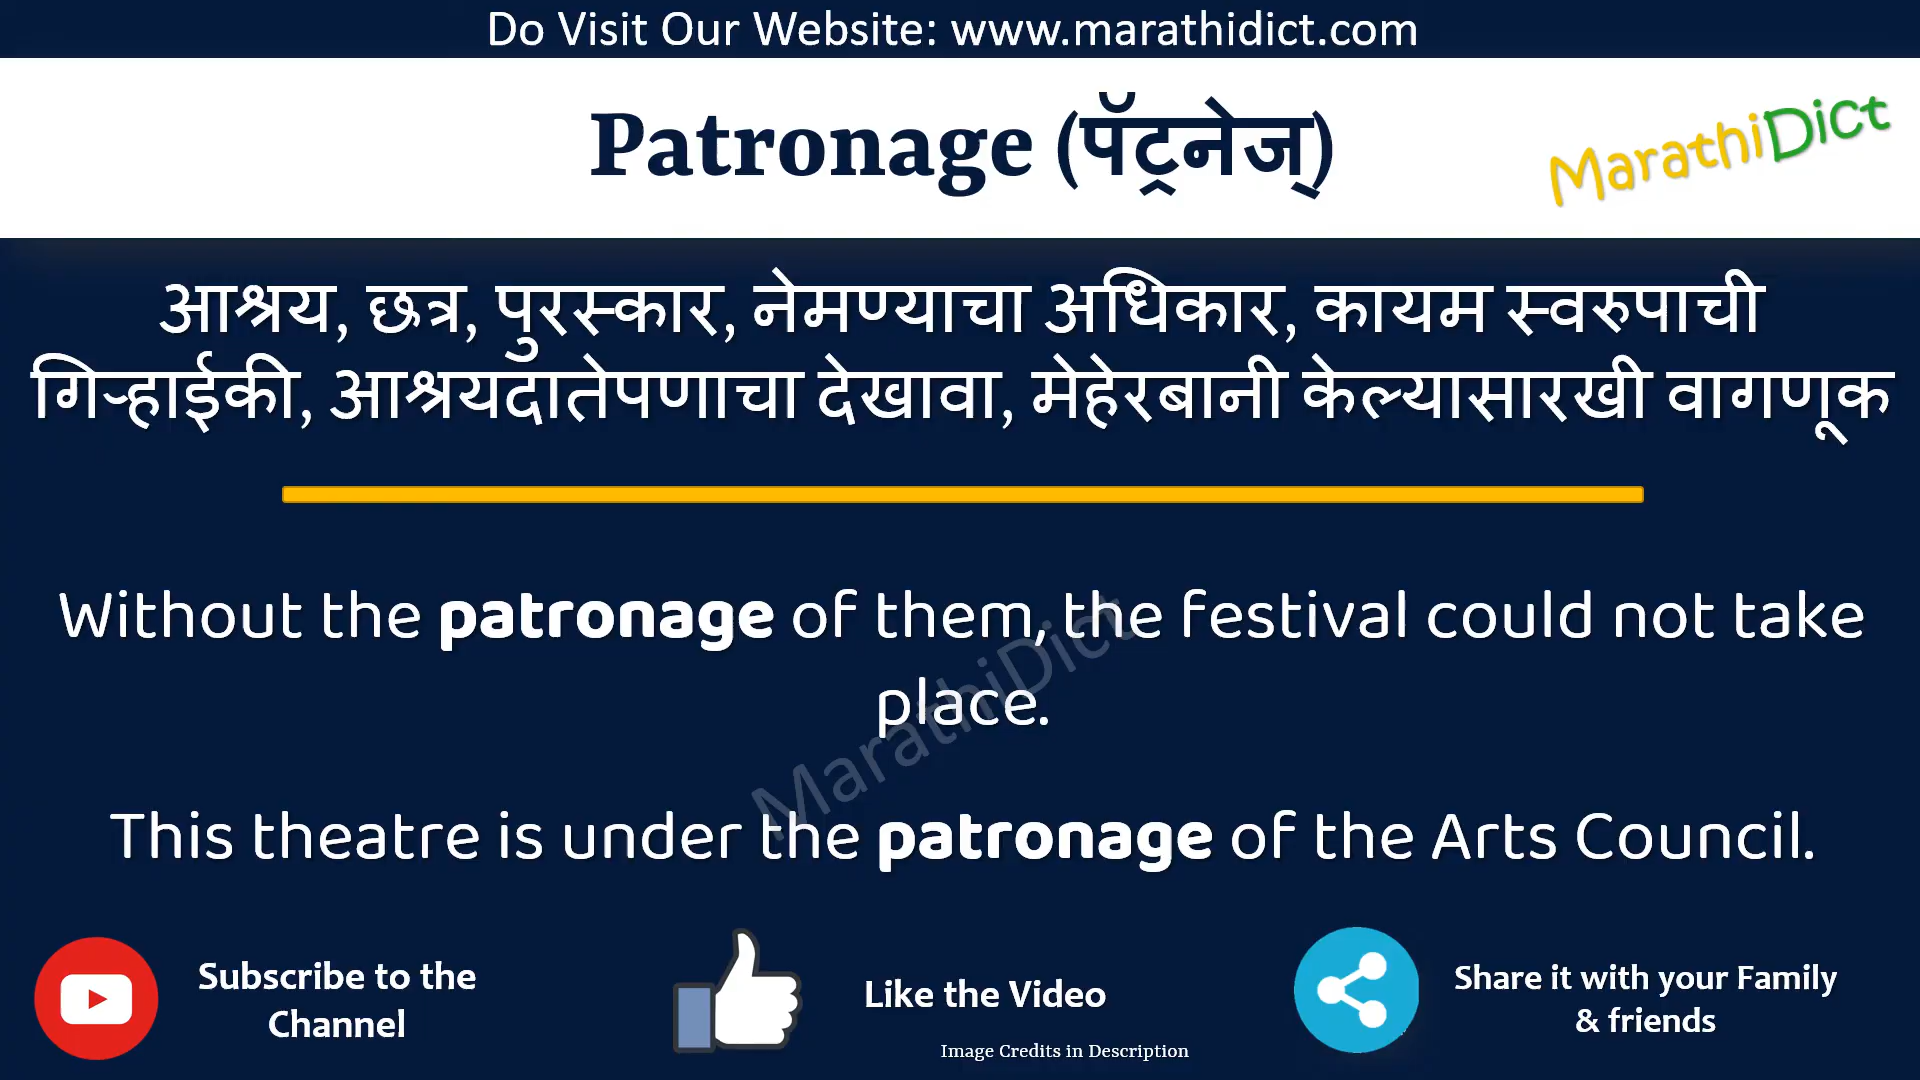 Do Visit Our Website: www.marathidict.com
Patronage (पॅट्रनेज्)
MarathiDict
आश्रय, छत्र, पुरस्कार, नेमण्याचा अधिकार, कायम स्वरुपाची
गिऱ्हाईकी, आश्रयदातेपणाचा देखावा, मेहेरबानी केल्यासारखी वागणूक
Without the patronage of them, the festival could not take
place.
MarathiDict
This theatre is under the patronage of the Arts Council.
Subscribe to the
Channel
Like the Video
Share it with your Family
& friends
Image Credits in Description